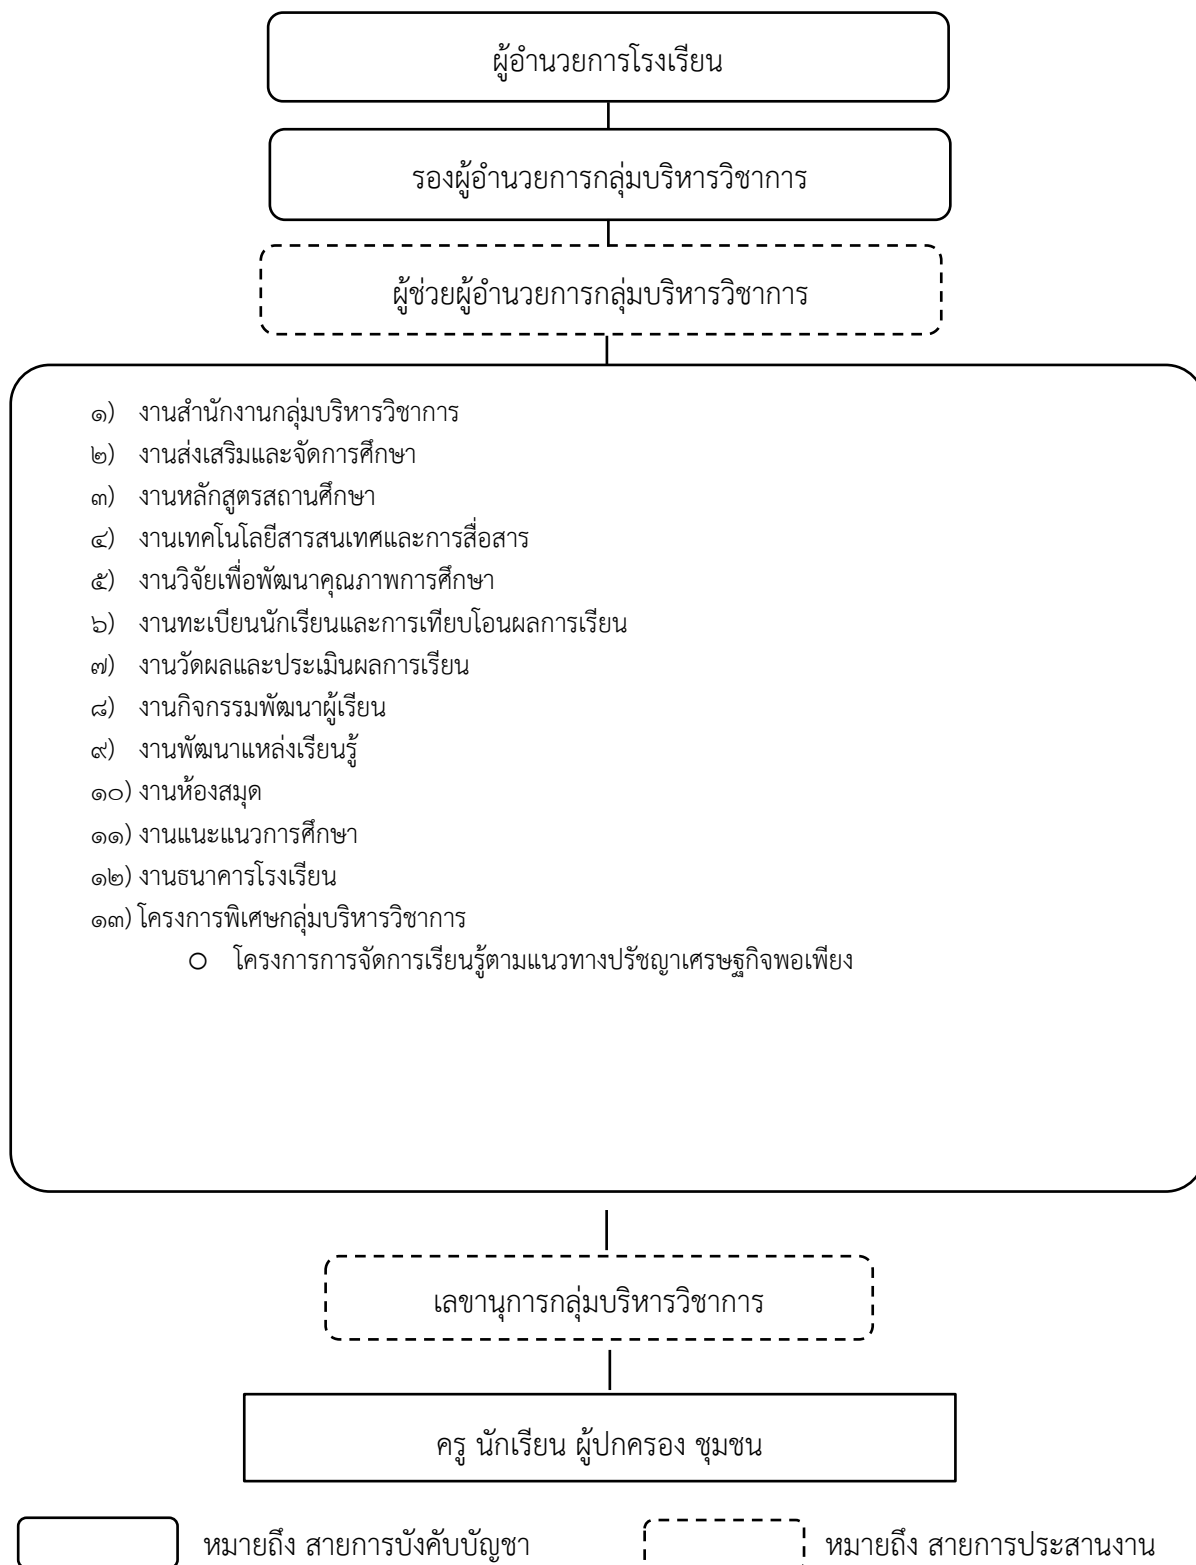 ผู้อำนวยการโรงเรียน
รองผู้อำนวยการกลุ่มบริหารวิชาการ
ผู้ช่วยผู้อำนวยการกลุ่มบริหารวิชาการ
๑) งานสำนักงานกลุ่มบริหารวิชาการ
๒) งานส่งเสริมและจัดการศึกษา
๓) งานหลักสูตรสถานศึกษา
๔) งานเทคโนโลยีสารสนเทศและการสื่อสาร
๕) งานวิจัยเพื่อพัฒนาคุณภาพการศึกษา
๖) งานทะเบียนนักเรียนและการเทียบโอนผลการเรียน
๗) งานวัดผลและประเมินผลการเรียน
๘) งานกิจกรรมพัฒนาผู้เรียน
๙) งานพัฒนาแหล่งเรียนรู้
๑๐) งานห้องสมุด
๑๑) งานแนะแนวการศึกษา
๑๒) งานธนาคารโรงเรียน
๑๓) โครงการพิเศษกลุ่มบริหารวิชาการ
o โครงการการจัดการเรียนรู้ตามแนวทางปรัชญาเศรษฐกิจพอเพียง
เลขานุการกลุ่มบริหารวิชาการ
ครู นักเรียน ผู้ปกครอง ชุมชน
หมายถึง สายการบังคับบัญชา หมายถึง สายการประสานงาน